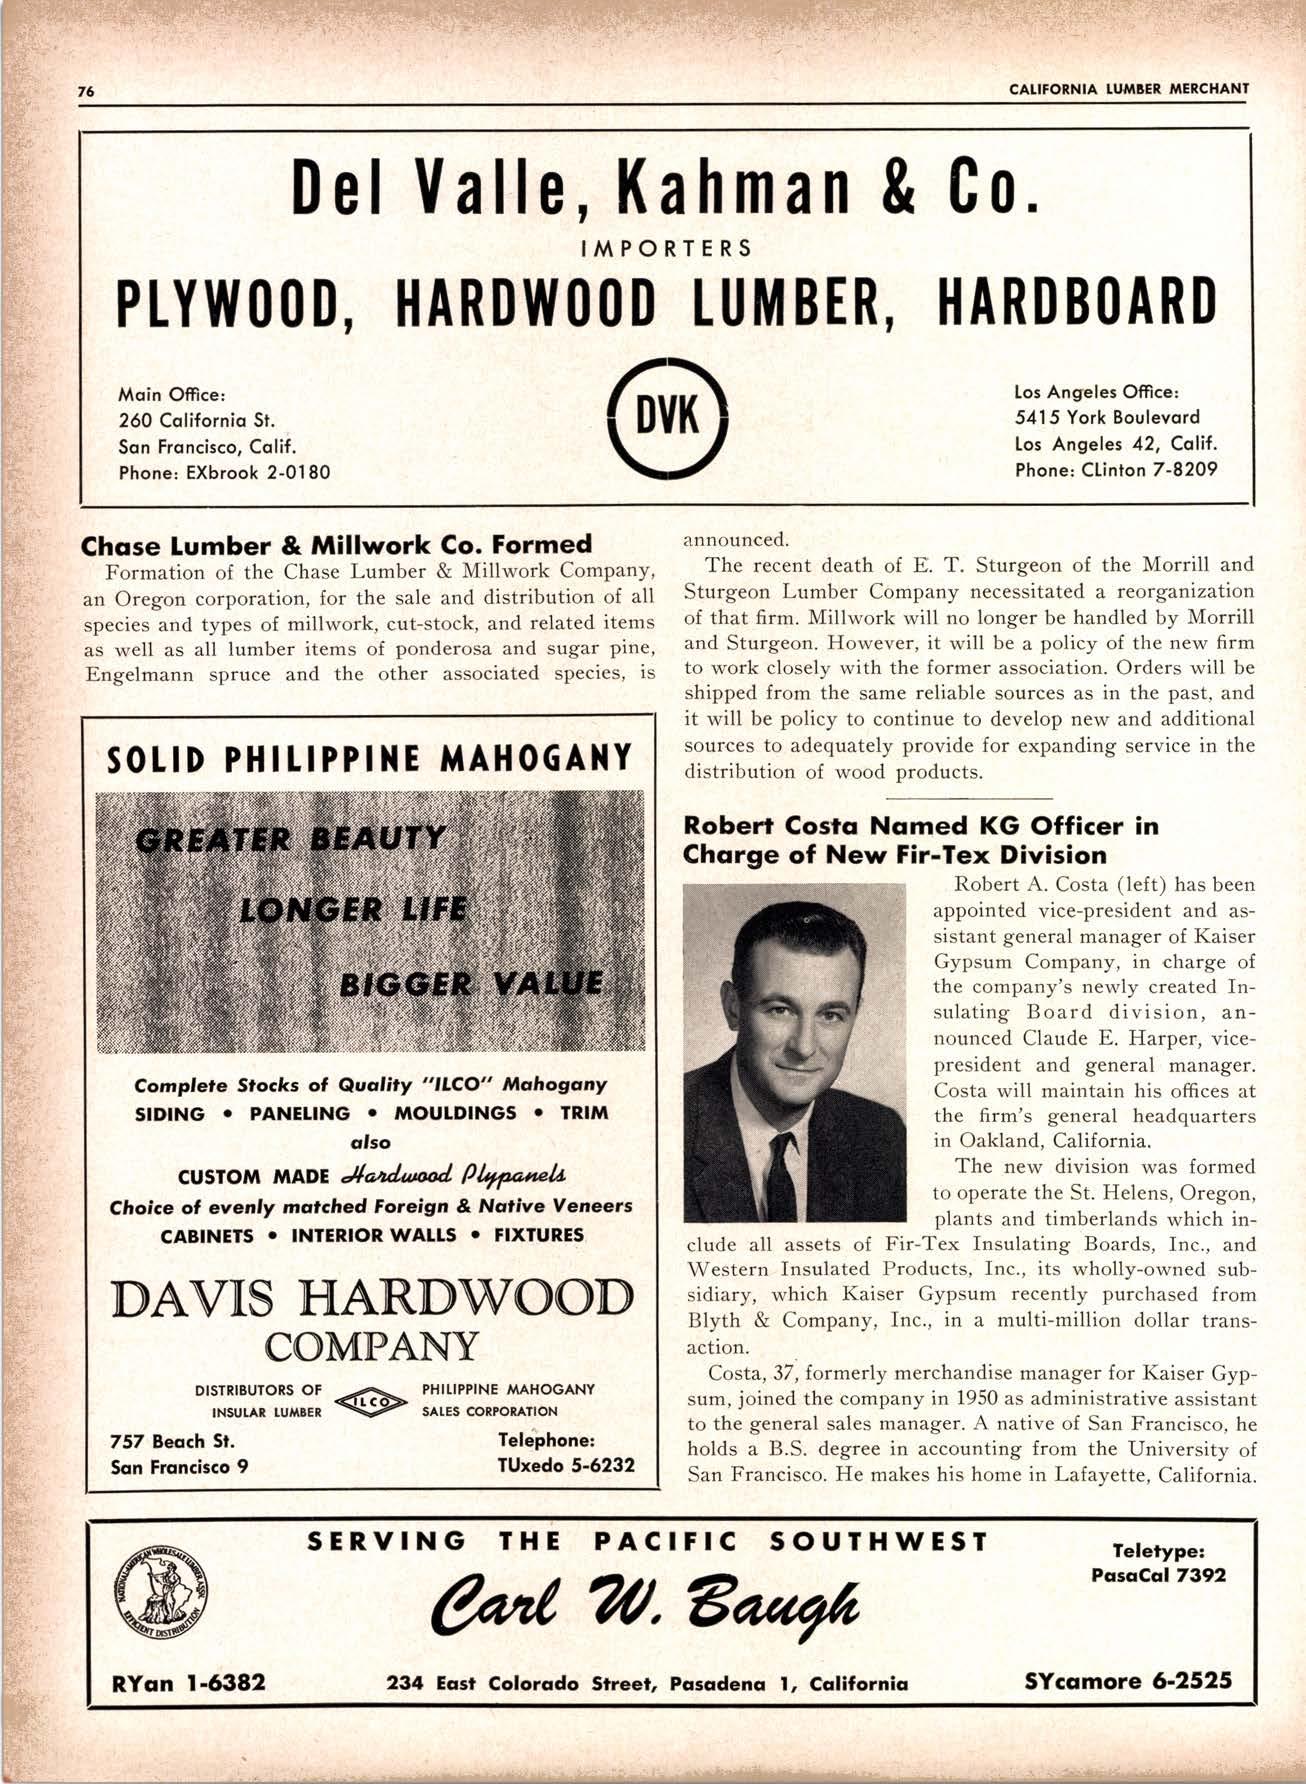 76
CALIFORNIA LUMBER MERCHANT
Del Valle, Kahman & Co.
IMPORTERS
PLYWOOD, HARDWOOD LUMBER, HARDBOARD
Main Office:
260 California St.
San Francisco, Calif.
Phone: EXbrook 2-0180
DVK
Los Angeles Office:
5415 York Boulevard
Los Angeles 42, Calif.
Phone: CLinton 7-8209
Chase Lumber & Millwork Co. Formed
Formation of the Chase Lumber & Millwork Company,
an Oregon corporation, for the sale and distribution of all
species and types of millwork, cut-stock, and related items
as well as all lumber items of ponderosa and sugar pine,
Engelmann spruce and the other associated species, is
announced.
The recent death of E. T. Sturgeon of the Morrill and
Sturgeon Lumber Company necessitated a reorganization
of that firm. Millwork will no longer be handled by Morrill
and Sturgeon. However, it will be a policy of the new firm
to work closely with the former association. Orders will be
shipped from the same reliable sources as in the past, and
it will be policy to continue to develop new and additional
sources to adequately provide for expanding service in the
distribution of wood products.
SOLID PHILIPPINE MAHOGANY
GREATER BEAUTY
LONGER LIFE
BIGGER VALUE
Complete Stocks of Quality "ILCO" Mahogany
SIDING • PANELING • MOULDINGS • TRIM
also
CUSTOM MADE Hardwood Plypanels
Choice of evenly matched Foreign & Native Veneers
CABINETS • INTERIOR WALLS • FIXTURES
DAVIS HARDWOOD
COMPANY
DISTRIBUTORS OF
INSULAR LUMBER
ILCO
PHILIPPINE MAHOGANY
SALES CORPORATION
757 Beach St.
San Francisco 9
Telephone:
TUxedo 5-6232
Robert Costa Named KG Officer in
Charge of New Fir-Tex Division
Robert A. Costa (left) has been
appointed vice-president and as-
sistant general manager of Kaiser
Gypsum Company, in charge of
the company's newly created In-
sulating Board division, an-
nounced Claude E. Harper, vice-
president and general manager.
Costa will maintain his offices at
the firm's general headquarters
in Oakland, California.
The new division was formed
to operate the St. Helens, Oregon,
plants and timberlands which in-
clude all assets of Fir-Tex Insulating Boards, Inc., and
Western Insulated Products, Inc., its wholly-owned sub-
sidiary, which Kaiser Gypsum recently purchased from
Blyth & Company, Inc., in a multi-million dollar trans-
action.
Costa, 37, formerly merchandise manager for Kaiser Gyp-
sum, joined the company in 1950 as administrative assistant
to the general sales manager. A native of San Francisco, he
holds a B.S. degree in accounting from the University of
San Francisco. He makes his home in Lafayette, California.
NATIONAL-AMERICAN WHOLESALE LUMBER ASSN.
EFFICIENT DISTRIBUTION
SERVING THE PACIFIC SOUTHWEST
Carl W. Baugh
Teletype:
PasaCal 7392
RYan 1-6382
234 East Colorado Street, Pasadena 1, California
SYcamore 6-2525